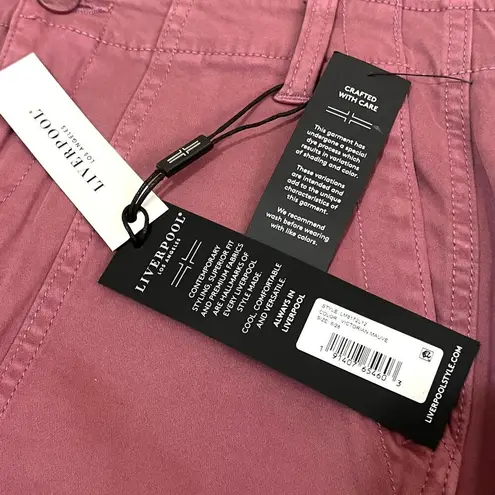 LIVERPOOL®
LOS ANGELES
CRAFTED
WITH CARE
This garment has
undergone a special
dye process which
results in variations
of shading and color.
These variations
are intended and
add to the unique
characteristics of
this garment.
We recommend
wash before wearing
with like colors.
LIVERPOOL®
LOS ANGELES
CONTEMPORARY
STYLING, SUPERIOR FIT
AND PREMIUM FABRICS
ARE HALLMARKS OF
EVERY LIVERPOOL
STYLE MADE.
COOL, COMFORTABLE
AND VERSATILE.
ALWAYS IN
LIVERPOOL
COLOR: VICTORIAN MAUVE
LIVERPOOLSTYLE.COM